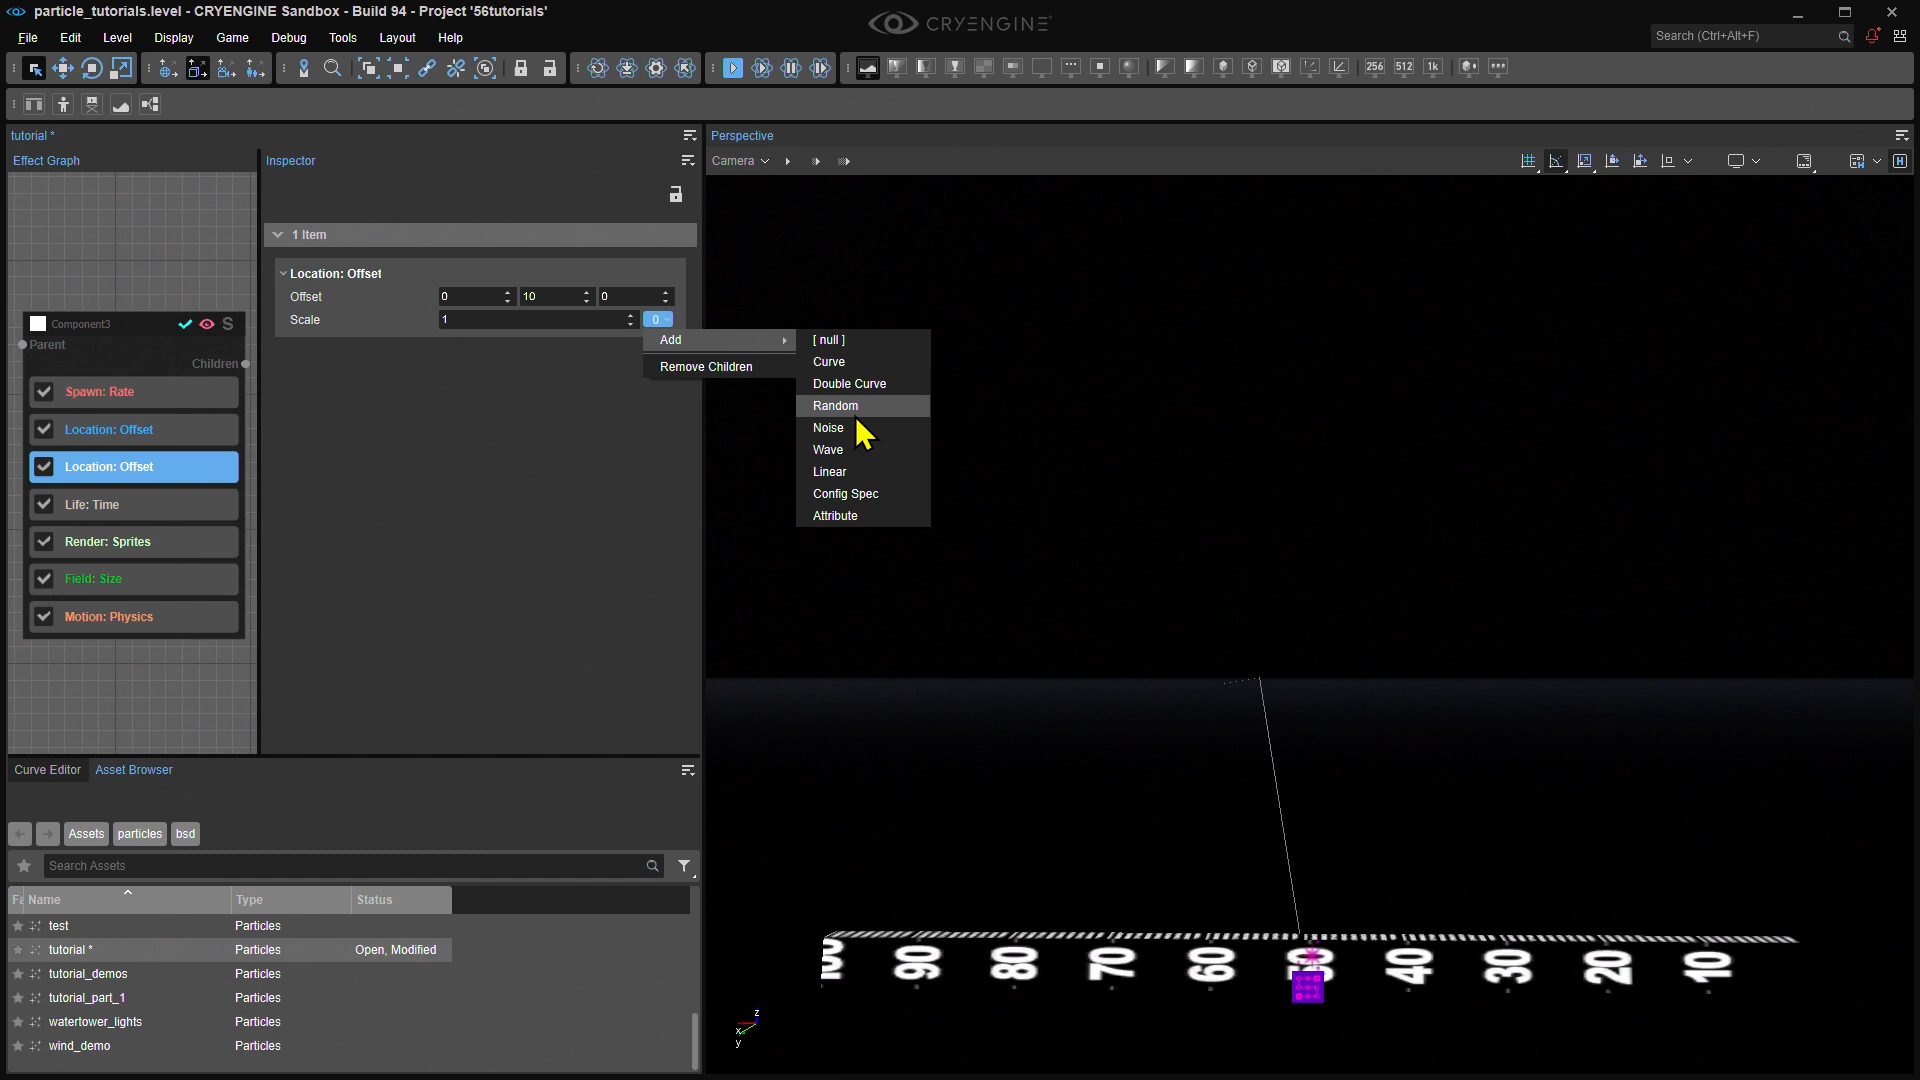 particle_tutorials.level - CRYENGINE Sandbox - Build 94 - Project '56tutorials'
CRYENGINE
File Edit Level Display Game Debug Tools Layout Help
Search (Ctrl+Alt+F)
256 512 1k
tutorial *
Perspective
Effect Graph
Inspector
Camera
1 Item
Location: Offset
Offset 0 10 0
Scale 1 0
Component3 S
Parent
Children
Spawn: Rate
Location: Offset
Location: Offset
Life: Time
Render: Sprites
Field: Size
Motion: Physics
Add
Remove Children
[ null ]
Curve
Double Curve
Random
Noise
Wave
Linear
Config Spec
Attribute
Curve Editor Asset Browser
Assets particles bsd
Search Assets
Name Type Status
test Particles
tutorial * Particles Open, Modified
tutorial_demos Particles
tutorial_part_1 Particles
watertower_lights Particles
wind_demo Particles
90 80 70 60 50 40 30 20 10
z
x
y